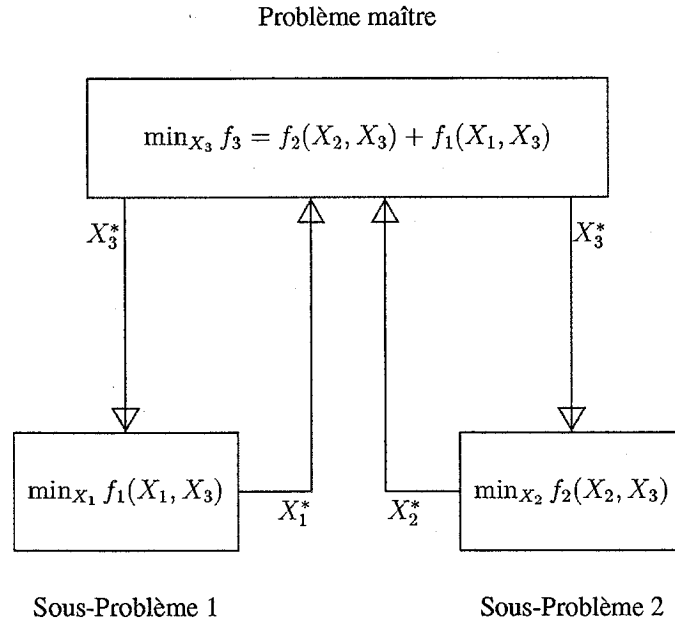 Problème maître
min_{X_3} f_3 = f_2(X_2, X_3) + f_1(X_1, X_3)
X_3^*
X_3^*
min_{X_1} f_1(X_1, X_3)
X_1^*
X_2^*
min_{X_2} f_2(X_2, X_3)
Sous-Problème 1
Sous-Problème 2